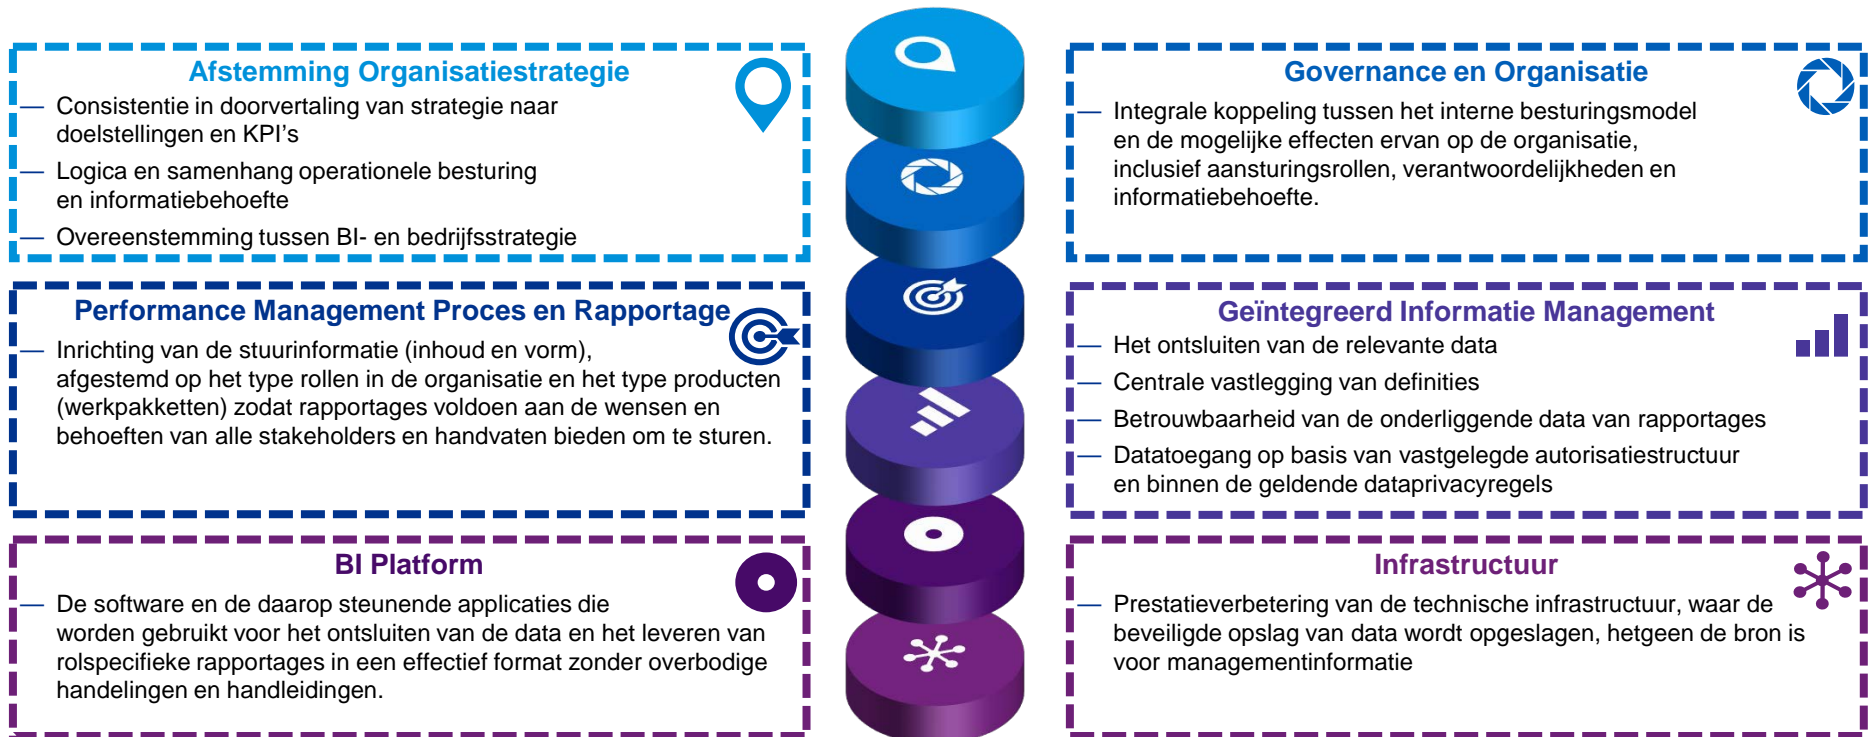 Afstemming Organisatiestrategie
— Consistentie in doorvertaling van strategie naar
doelstellingen en KPI's
— Logica en samenhang operationele besturing
en informatiebehoefte
— Overeenstemming tussen BI- en bedrijfsstrategie
Governance en Organisatie
— Integrale koppeling tussen het interne besturingsmodel
en de mogelijke effecten ervan op de organisatie,
inclusief aansturingsrollen, verantwoordelijkheden en
informatiebehoefte.
Performance Management Proces en Rapportage
— Inrichting van de stuurinformatie (inhoud en vorm),
afgestemd op het type rollen in de organisatie en het type producten
(werkpakketten) zodat rapportages voldoen aan de wensen en
behoeften van alle stakeholders en handvaten bieden om te sturen.
Geïntegreerd Informatie Management
— Het ontsluiten van de relevante data
— Centrale vastlegging van definities
— Betrouwbaarheid van de onderliggende data van rapportages
— Datatoegang op basis van vastgelegde autorisatiestructuur
en binnen de geldende dataprivacyregels
BI Platform
— De software en de daarop steunende applicaties die
worden gebruikt voor het ontsluiten van de data en het leveren van
rolspecifieke rapportages in een effectief format zonder overbodige
handelingen en handleidingen.
Infrastructuur
— Prestatieverbetering van de technische infrastructuur, waar de
beveiligde opslag van data wordt opgeslagen, hetgeen de bron is
voor managementinformatie